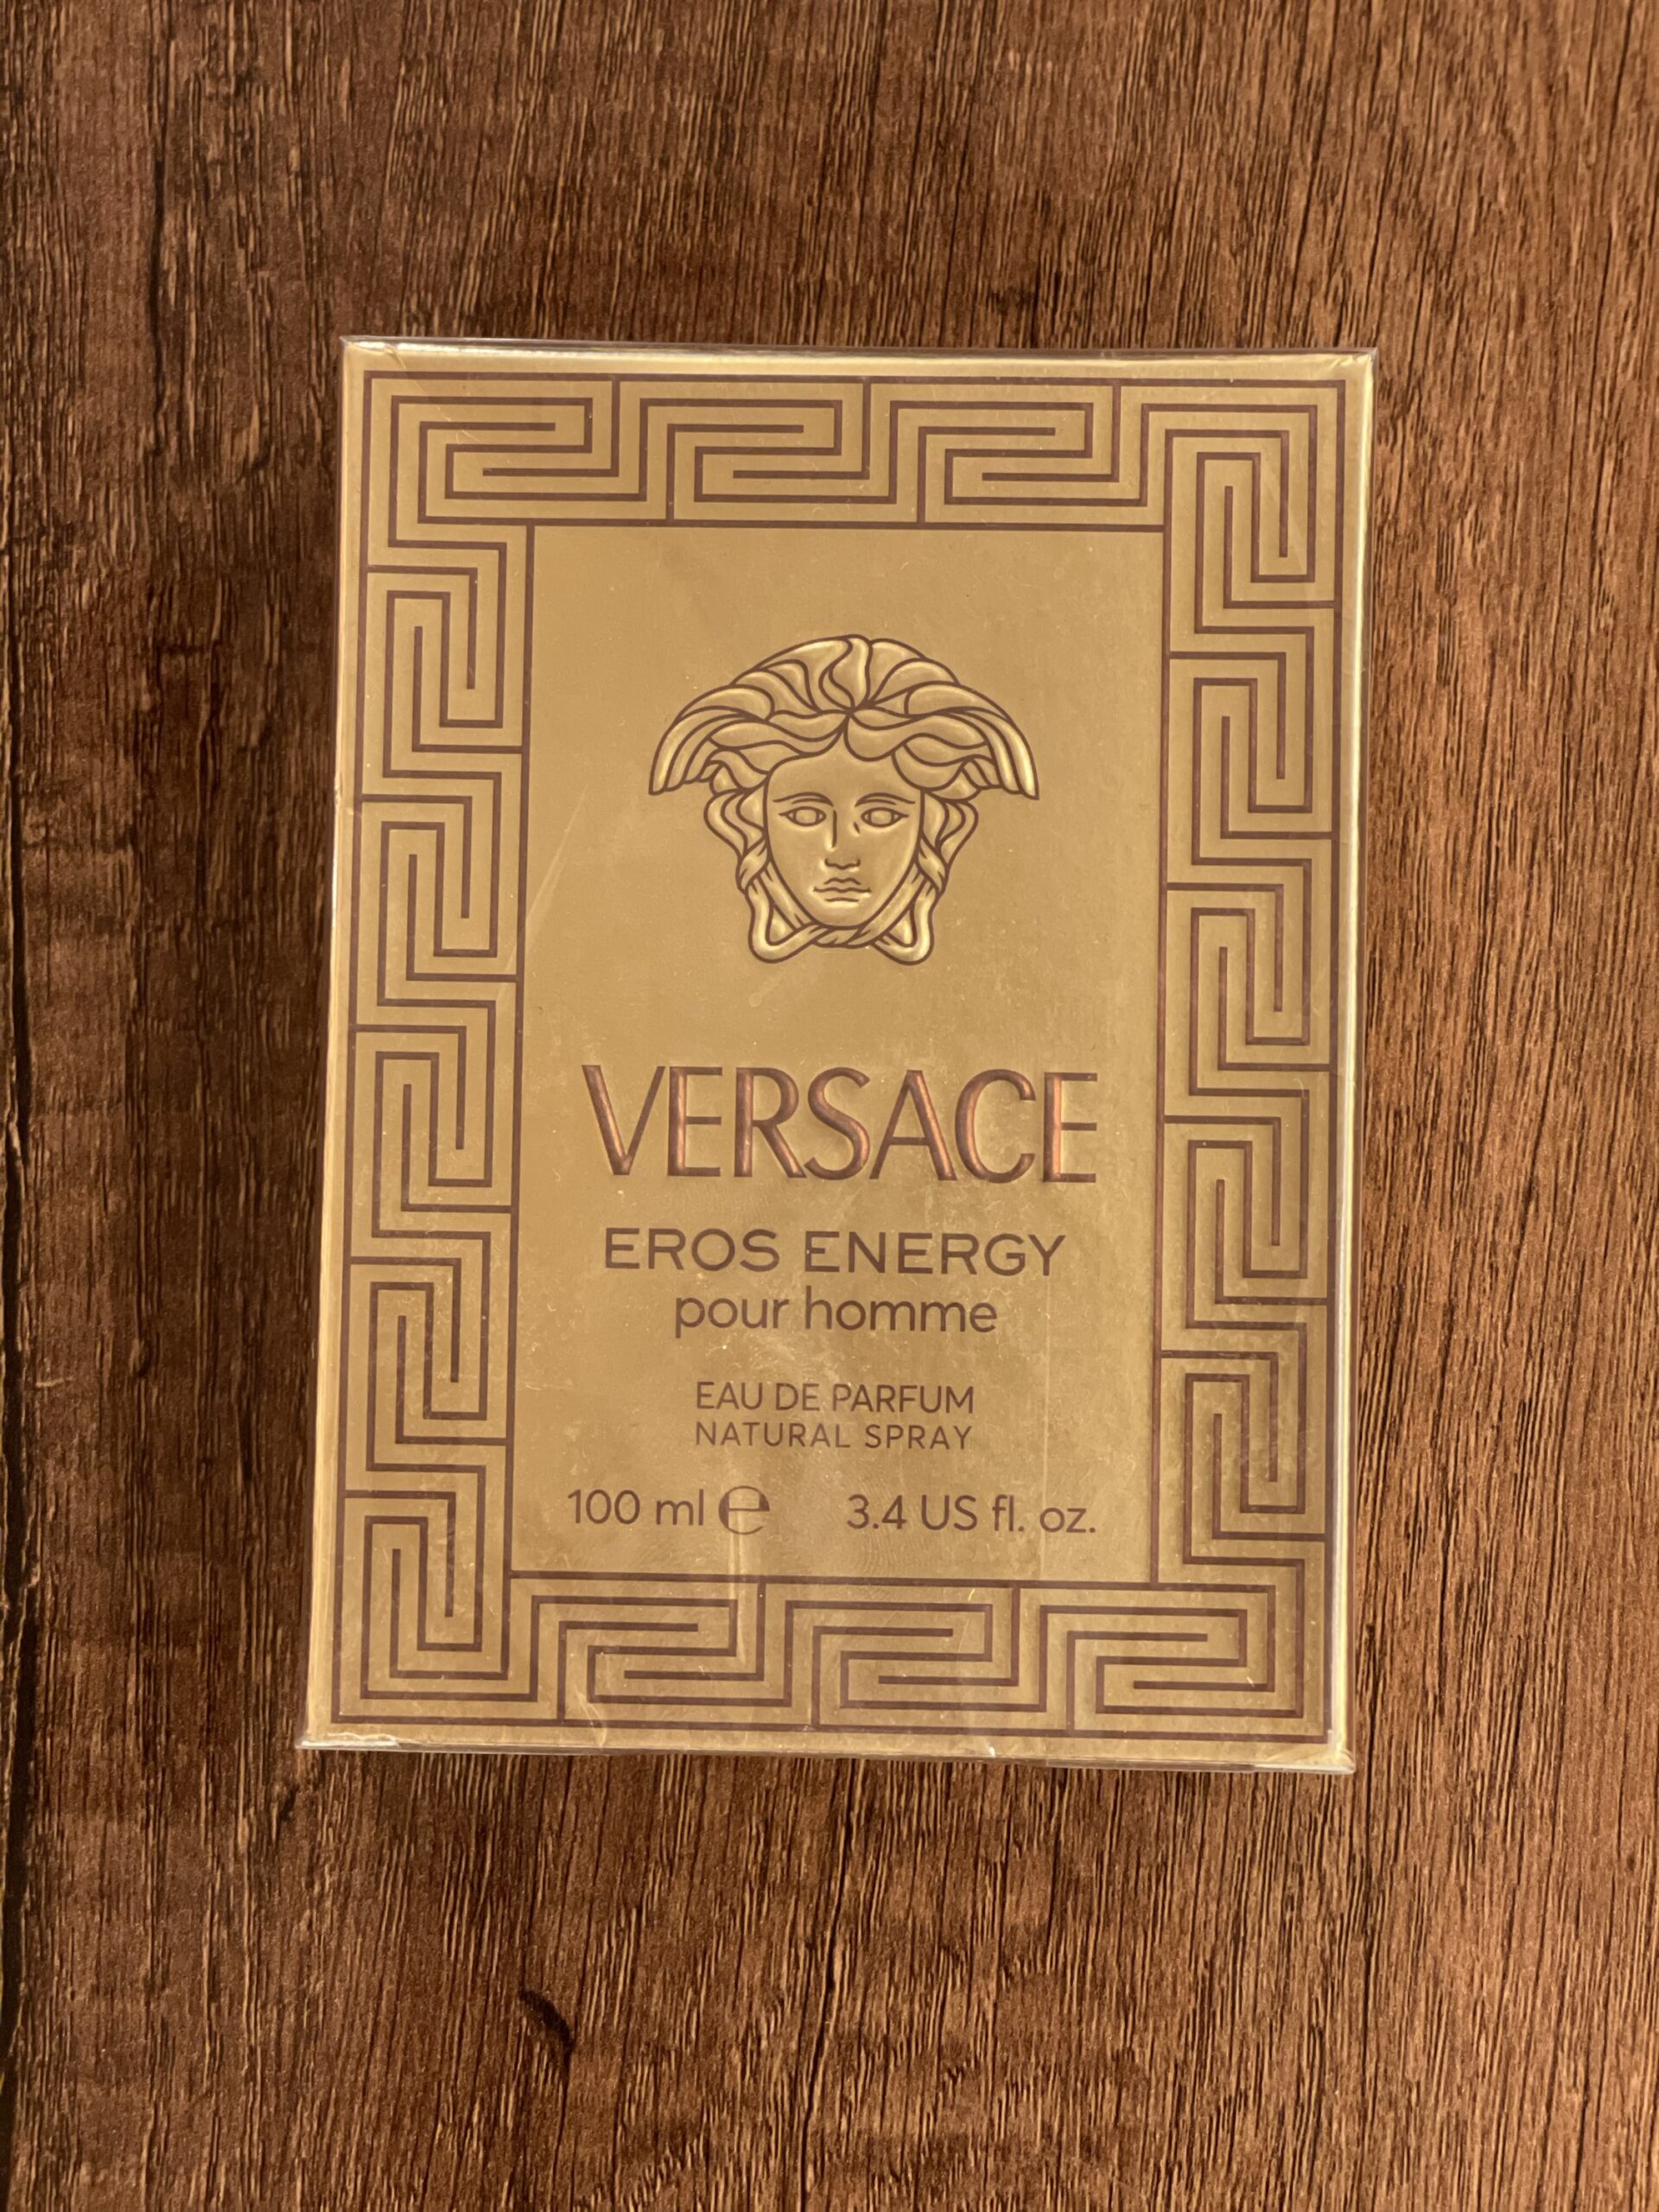 VERSACE
EROS ENERGY
pour homme
EAU DE PARFUM
NATURAL SPRAY
100 ml ℮ 3.4 US fl. oz.